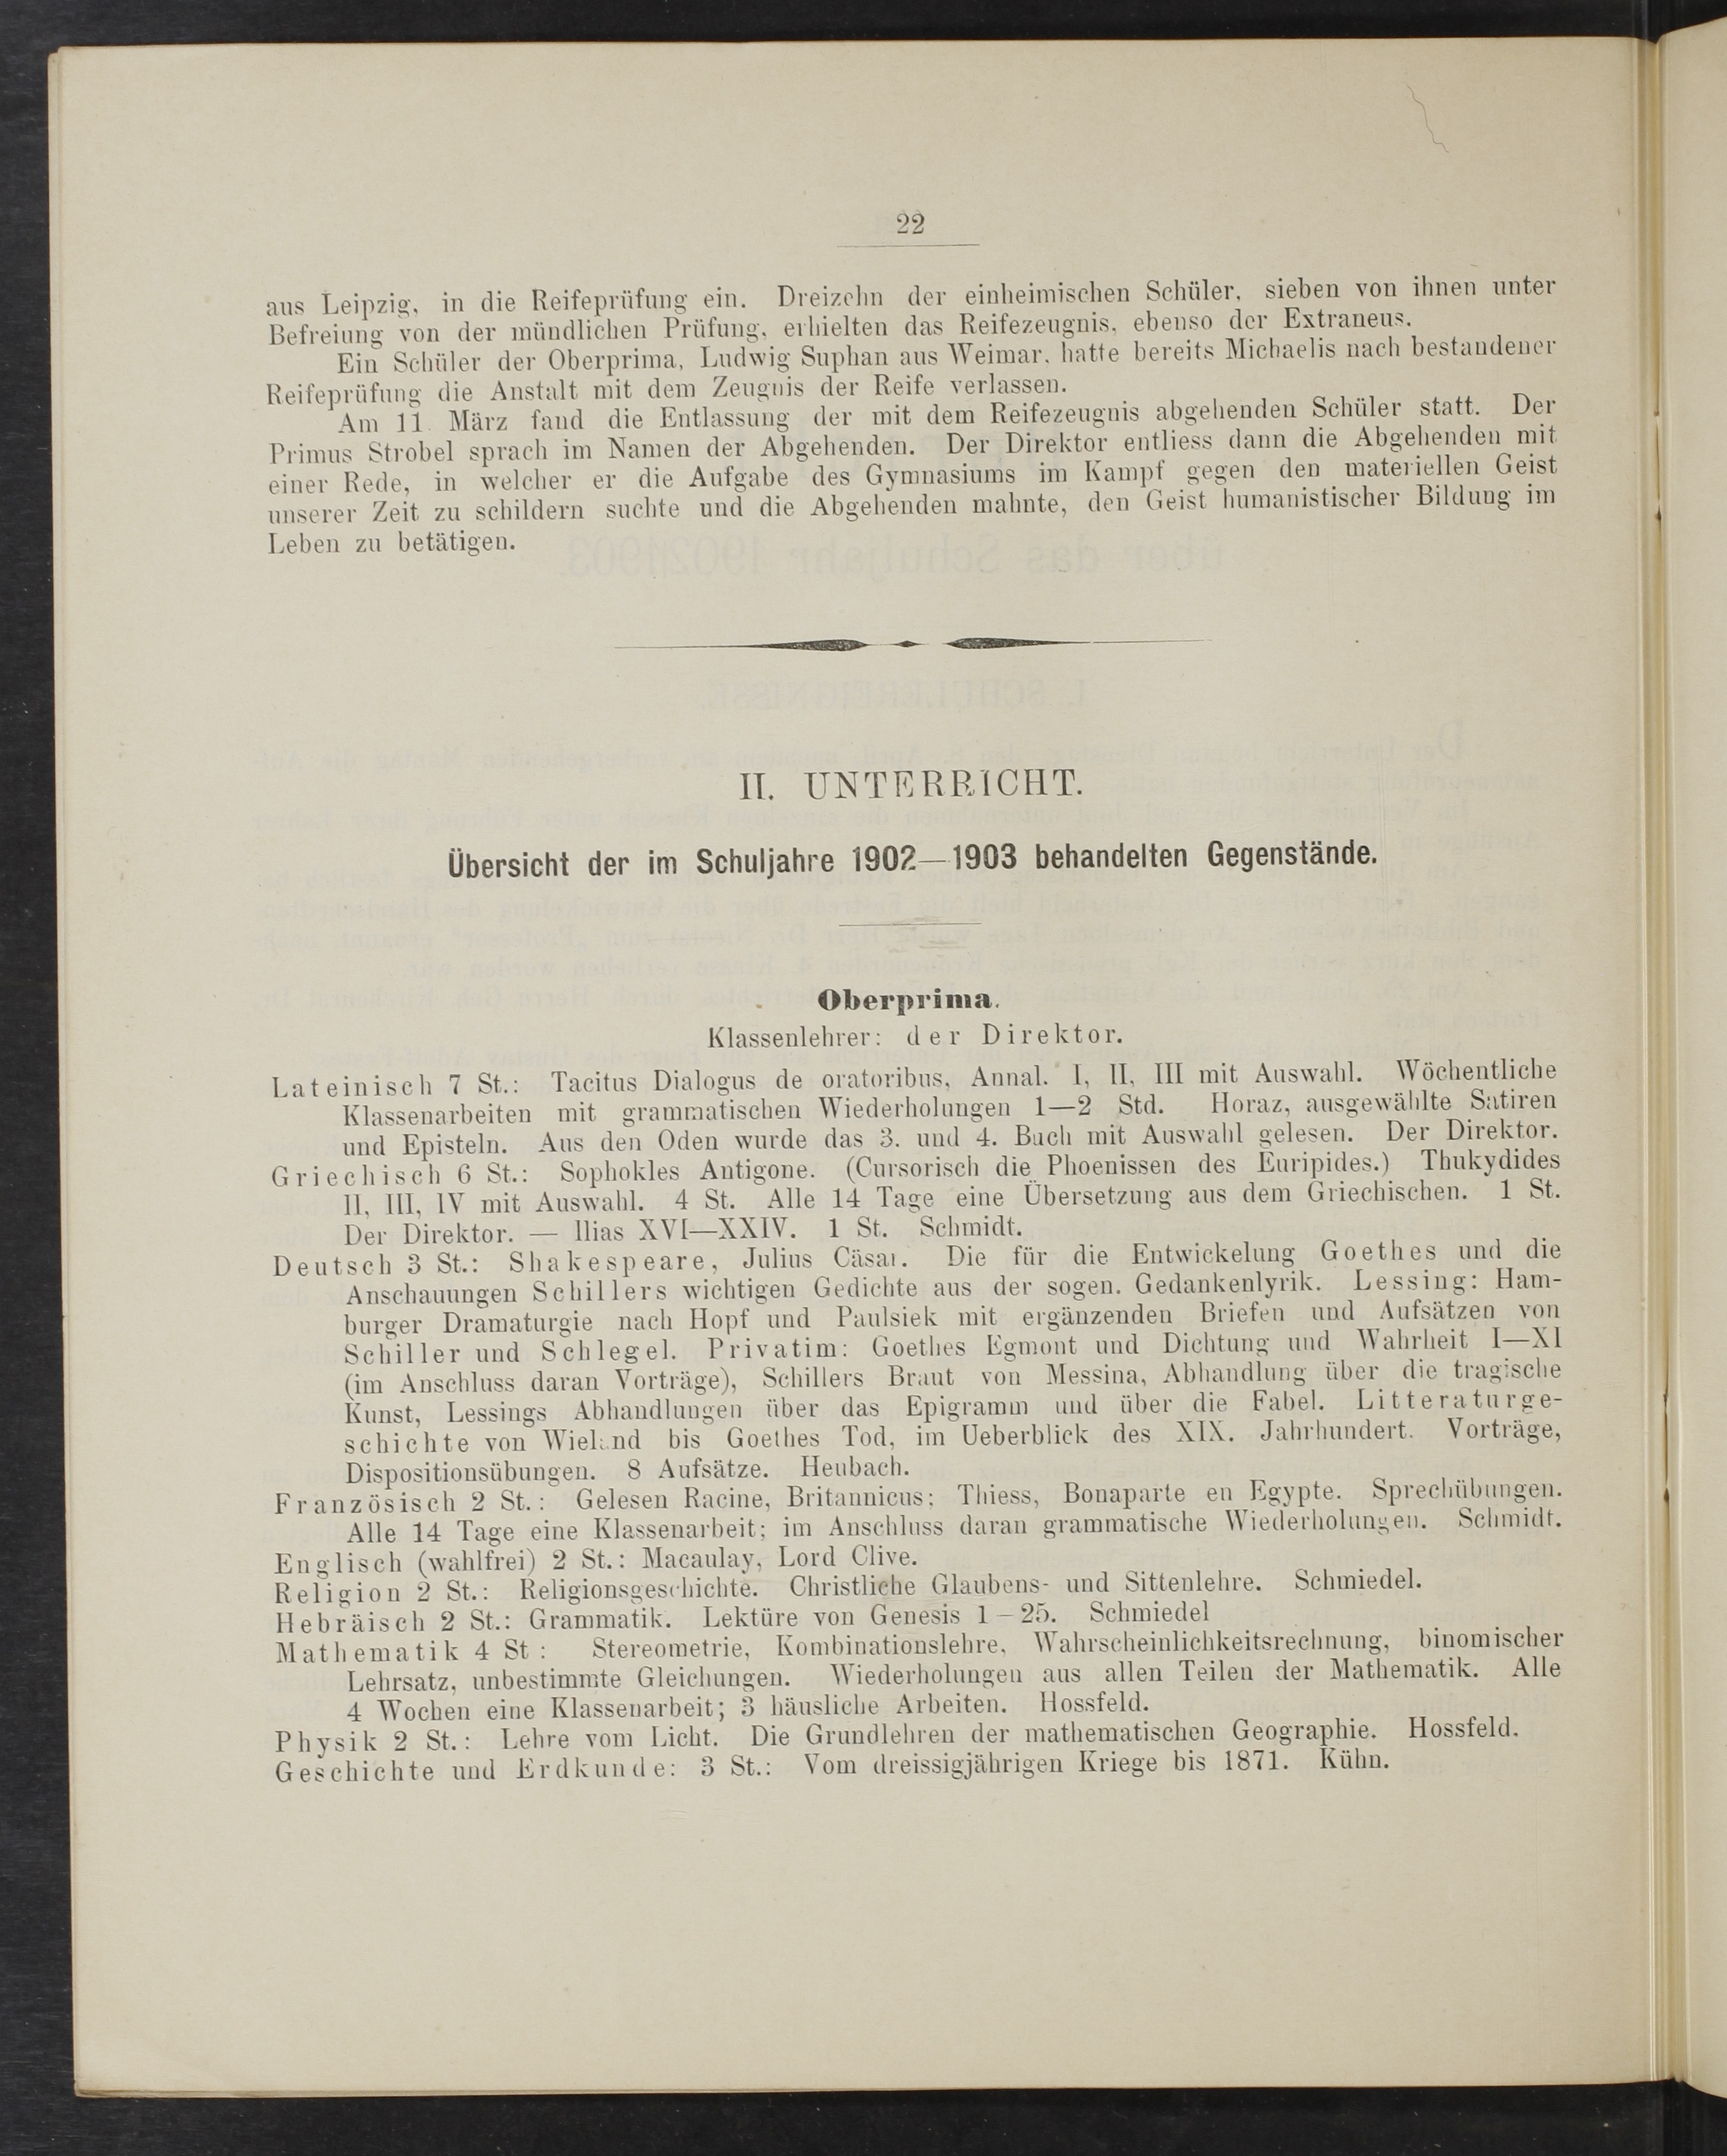 22
aus Leipzig, in die Reifeprüfung ein. Dreizehn der einheimischen Schüler, sieben von ihnen unter
Befreiung von der mündlichen Prüfung, erhielten das Reifezeugnis, ebenso der Extraneus.
Ein Schüler der Oberprima, Ludwig Suphan aus Weimar, hatte bereits Michaelis nach bestandener
Reifeprüfung die Anstalt mit dem Zeugnis der Reife verlassen.
Am 11. März fand die Entlassung der mit dem Reifezeugnis abgehenden Schüler statt. Der
Primus Strobel sprach im Namen der Abgehenden. Der Direktor entliess dann die Abgehenden mit
einer Rede, in welcher er die Aufgabe des Gymnasiums im Kampf gegen den materiellen Geist
unserer Zeit zu schildern suchte und die Abgehenden mahnte, den Geist humanistischer Bildung im
Leben zu betätigen.
II. UNTERRICHT.
Übersicht der im Schuljahre 1902—1903 behandelten Gegenstände.
Oberprima.
Klassenlehrer: der Direktor.
Lateinisch 7 St.: Tacitus Dialogus de oratoribus, Annal. I, II, III mit Auswahl. Wöchentliche
Klassenarbeiten mit grammatischen Wiederholungen 1—2 Std. Horaz, ausgewählte Satiren
und Episteln. Aus den Oden wurde das 3. und 4. Buch mit Auswahl gelesen. Der Direktor.
Griechisch 6 St.: Sophokles Antigone. (Cursorisch die Phoenissen des Euripides.) Thukydides
II, III, IV mit Auswahl. 4 St. Alle 14 Tage eine Übersetzung aus dem Griechischen. 1 St.
Der Direktor. — Ilias XVI—XXIV. 1 St. Schmidt.
Deutsch 3 St.: Shakespeare, Julius Cäsar. Die für die Entwickelung Goethes und die
Anschauungen Schillers wichtigen Gedichte aus der sogen. Gedankenlyrik. Lessing: Ham-
burger Dramaturgie nach Hopf und Paulsiek mit ergänzenden Briefen und Aufsätzen von
Schiller und Schlegel. Privatim: Goethes Egmont und Dichtung und Wahrheit I—XI
(im Anschluss daran Vorträge), Schillers Braut von Messina, Abhandlung über die tragische
Kunst, Lessings Abhandlungen über das Epigramm und über die Fabel. Litteraturge-
schichte von Wieland bis Goethes Tod, im Ueberblick des XIX. Jahrhundert. Vorträge,
Dispositionsübungen. 8 Aufsätze. Heubach.
Französisch 2 St.: Gelesen Racine, Britannicus; Thiess, Bonaparte en Egypte. Sprechübungen.
Alle 14 Tage eine Klassenarbeit; im Anschluss daran grammatische Wiederholungen. Schmidt.
Englisch (wahlfrei) 2 St.: Macaulay, Lord Clive.
Religion 2 St.: Religionsgeschichte. Christliche Glaubens- und Sittenlehre. Schmiedel.
Hebräisch 2 St.: Grammatik. Lektüre von Genesis 1—25. Schmiedel
Mathematik 4 St : Stereometrie, Kombinationslehre, Wahrscheinlichkeitsrechnung, binomischer
Lehrsatz, unbestimmte Gleichungen. Wiederholungen aus allen Teilen der Mathematik. Alle
4 Wochen eine Klassenarbeit; 3 häusliche Arbeiten. Hossfeld.
Physik 2 St.: Lehre vom Licht. Die Grundlehren der mathematischen Geographie. Hossfeld.
Geschichte und Erdkunde: 3 St.: Vom dreissigjährigen Kriege bis 1871. Kühn.